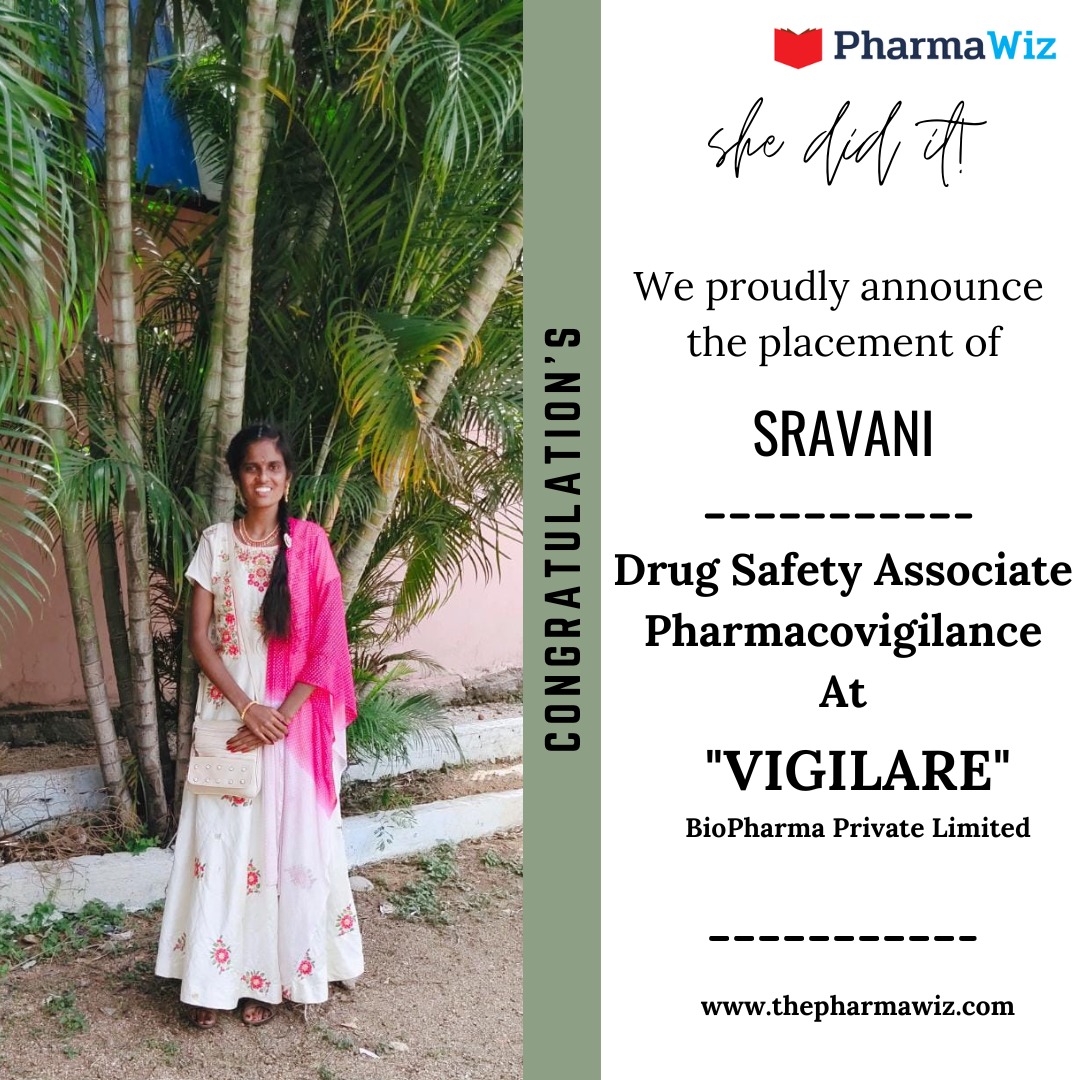 PharmaWiz
she did it!
CONGRATULATION'S
We proudly announce
the placement of
SRAVANI
Drug Safety Associate
Pharmacovigilance
At
"VIGILARE"
BioPharma Private Limited
www.thepharmawiz.com